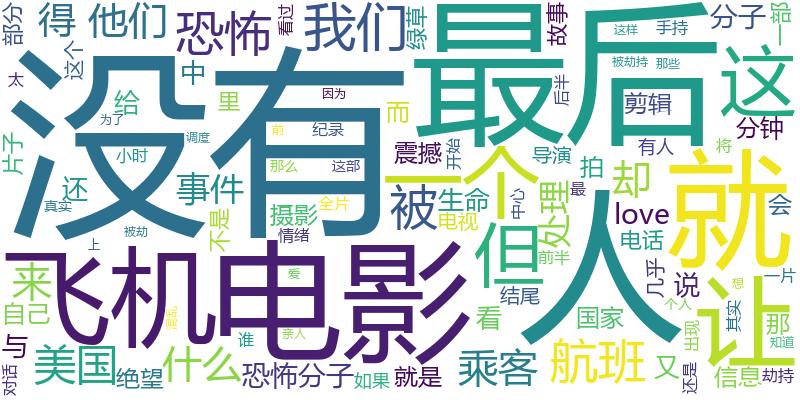 部分
得
他们
恐怖
看过
我们
绿草
最后
故事
分子
一部
这个
太
中
没有
这样
手持
被劫持
那些
后半
这
片子
为了
给
里
因为
而
剪辑
分钟
小时
调度
前
纪录
震撼
开始
导演
拍
有人
将
还
事件
那么
这部
一个
却
就
真实
不是
摄影
全片
被
生命
中心
最
处理
love
会
被劫
情绪
电视
但
人
电话
上
飞机
电影
前半
几乎
说
让
那
一片
来
爱
结尾
看
国家
其实
想
自己
混乱
谁
亲人
个人
出现
知道
与
美国
什么
乘客
航班
又
信息
对话
绝望
恐怖分子
如果
就是
还是
劫持